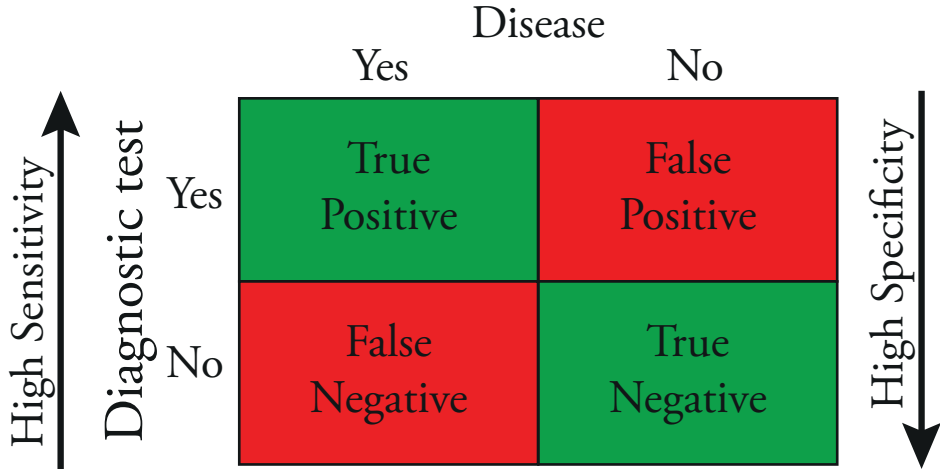 Disease
Yes
No
High Sensitivity
Diagnostic test
Yes
True
Positive
False
Positive
No
False
Negative
True
Negative
High Specificity